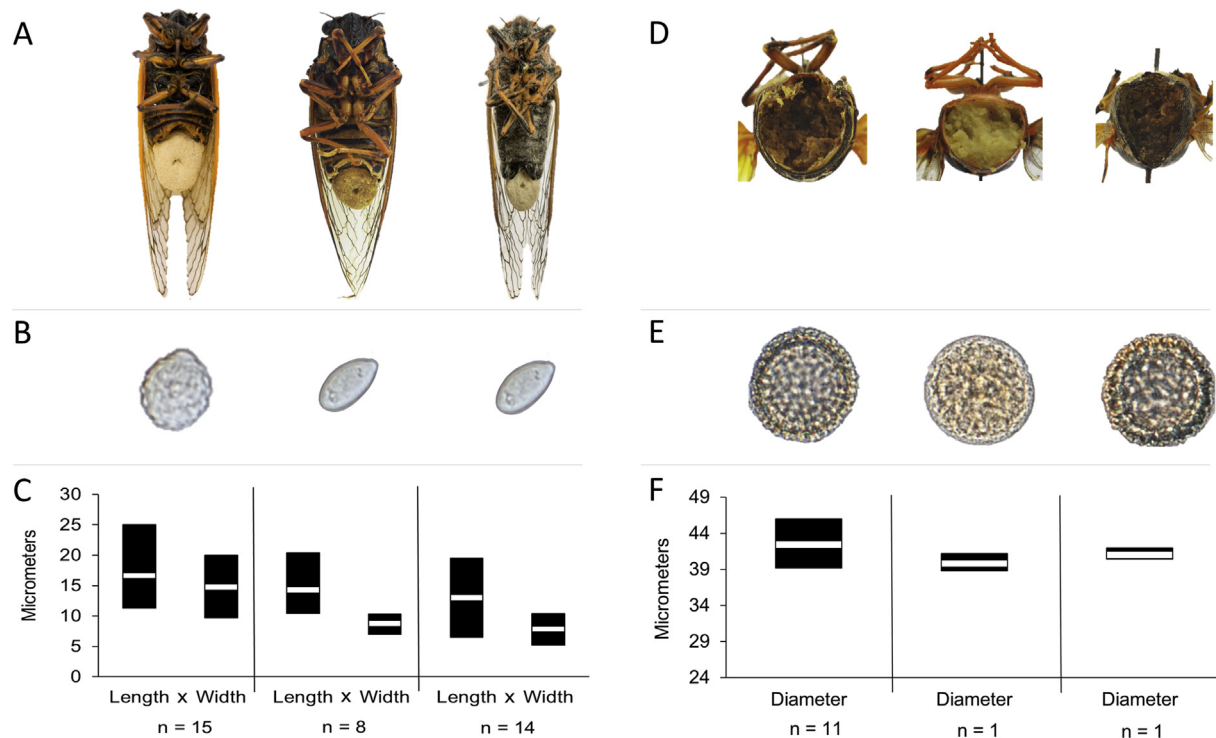 A
B
C
30
25
20
15
10
5
0
Micrometers
Length x Width
Length x Width
Length x Width
n = 15
n = 8
n = 14
D
E
F
49
44
39
34
29
24
Micrometers
Diameter
Diameter
Diameter
n = 11
n = 1
n = 1